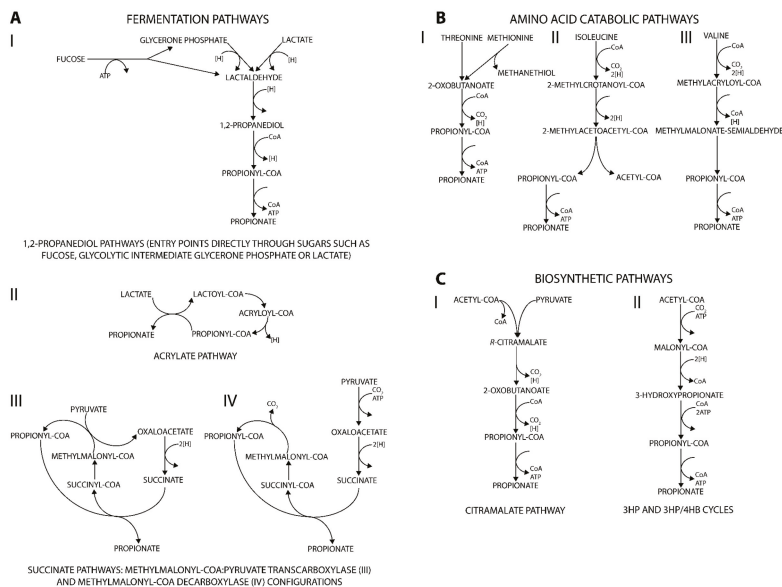 A FERMENTATION PATHWAYS
I
GLYCERONE PHOSPHATE
LACTATE
FUCOSE
ATP
[H]
[H]
LACTALDEHYDE
[H]
1,2-PROPANEDIOL
CoA
[H]
PROPIONYL-COA
CoA
ATP
PROPIONATE
1,2-PROPANEDIOL PATHWAYS (ENTRY POINTS DIRECTLY THROUGH SUGARS SUCH AS
FUCOSE, GLYCOLYTIC INTERMEDIATE GLYCERONE PHOSPHATE OR LACTATE)
II
LACTATE
LACTOYL-COA
ACRYLOYL-COA
[H]
PROPIONYL-COA
PROPIONATE
ACRYLATE PATHWAY
III
PYRUVATE
PROPIONYL-COA
OXALOACETATE
2[H]
METHYLMALONYL-COA
SUCCINATE
SUCCINYL-COA
PROPIONATE
IV
PYRUVATE
CO2
ATP
CO2
PROPIONYL-COA
OXALOACETATE
2[H]
METHYLMALONYL-COA
SUCCINATE
SUCCINYL-COA
PROPIONATE
SUCCINATE PATHWAYS: METHYLMALONYL-COA:PYRUVATE TRANSCARBOXYLASE (III)
AND METHYLMALONYL-COA DECARBOXYLASE (IV) CONFIGURATIONS
B AMINO ACID CATABOLIC PATHWAYS
I
THREONINE METHIONINE
METHANETHIOL
2-OXOBUTANOATE
CoA
CO2
[H]
PROPIONYL-COA
CoA
ATP
PROPIONATE
II
ISOLEUCINE
CoA
CO2
2[H]
2-METHYLCROTANOYL-COA
2[H]
2-METHYLACETOACETYL-COA
PROPIONYL-COA
ACETYL-COA
CoA
ATP
PROPIONATE
III
VALINE
CoA
CO2
2[H]
METHYLACRYLOYL-COA
CoA
[H]
METHYLMALONATE-SEMIALDEHYDE
PROPIONYL-COA
CoA
ATP
PROPIONATE
C BIOSYNTHETIC PATHWAYS
I
ACETYL-COA
PYRUVATE
CoA
R-CITRAMALATE
CO2
[H]
2-OXOBUTANOATE
CoA
CO2
[H]
PROPIONYL-COA
CoA
ATP
PROPIONATE
CITRAMALATE PATHWAY
II
ACETYL-COA
CO2
ATP
MALONYL-COA
2[H]
CoA
3-HYDROXYPROPIONATE
CoA
2ATP
PROPIONYL-COA
CoA
ATP
PROPIONATE
3HP AND 3HP/4HB CYCLES